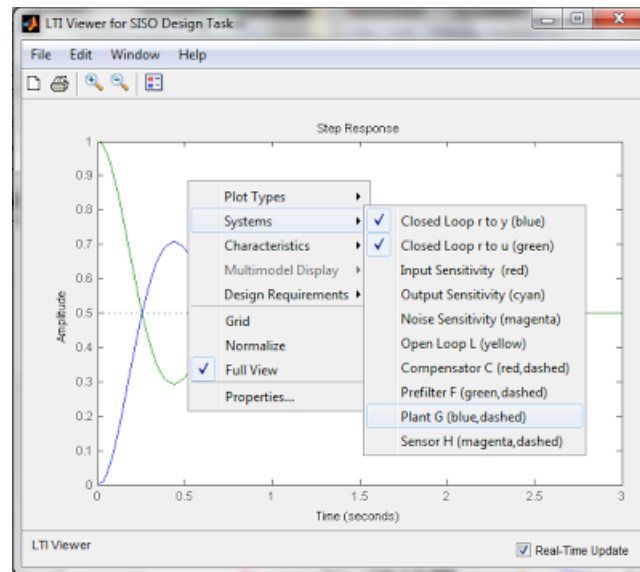 LTI Viewer for SISO Design Task
File Edit Window Help
Step Response
1
0.9
0.8
0.7
0.6
0.5
0.4
0.3
0.2
0.1
0
Amplitude
Plot Types
Systems
Characteristics
Multimodel Display
Design Requirements
Grid
Normalize
Full View
Properties...
Closed Loop r to y (blue)
Closed Loop r to u (green)
Input Sensitivity (red)
Output Sensitivity (cyan)
Noise Sensitivity (magenta)
Open Loop L (yellow)
Compensator C (red,dashed)
Prefilter F (green,dashed)
Plant G (blue,dashed)
Sensor H (magenta,dashed)
0 0.5 1 1.5 2 2.5 3
Time (seconds)
LTI Viewer
Real-Time Update